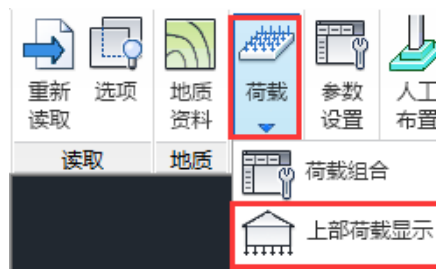 重新
读取
选项
地质
资料
荷载
参数
设置
人工
布置
读取
地质
荷载组合
上部荷载显示